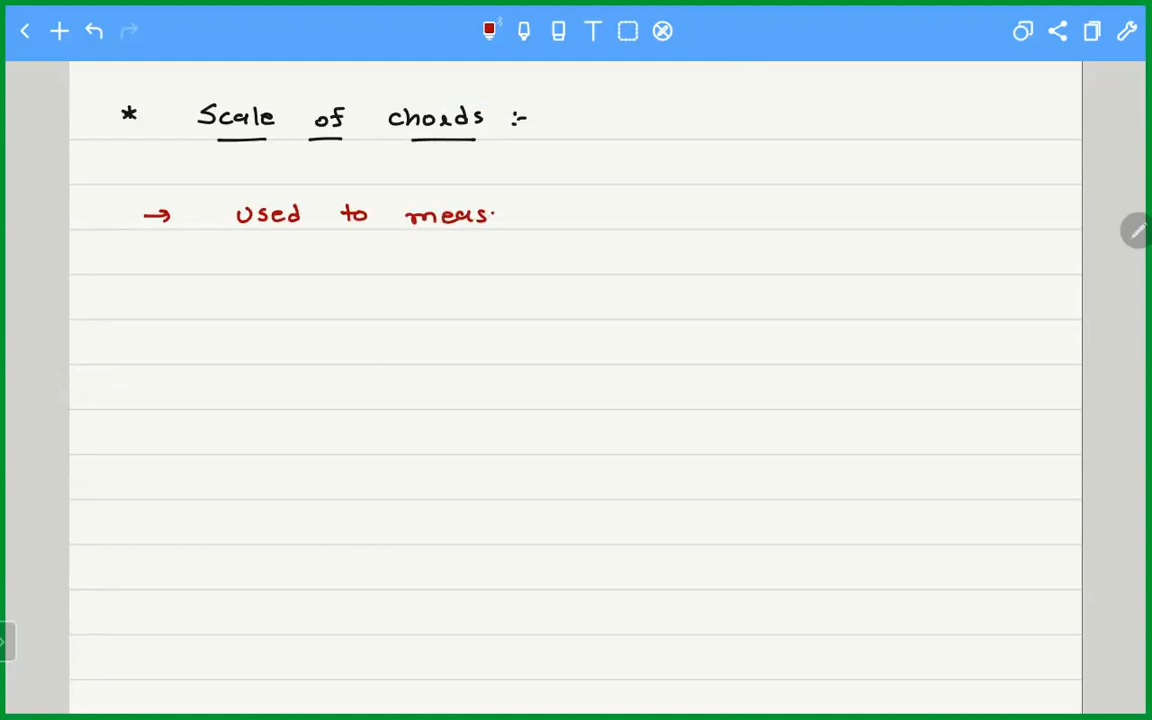 * Scale of chords :-
→ used to meas